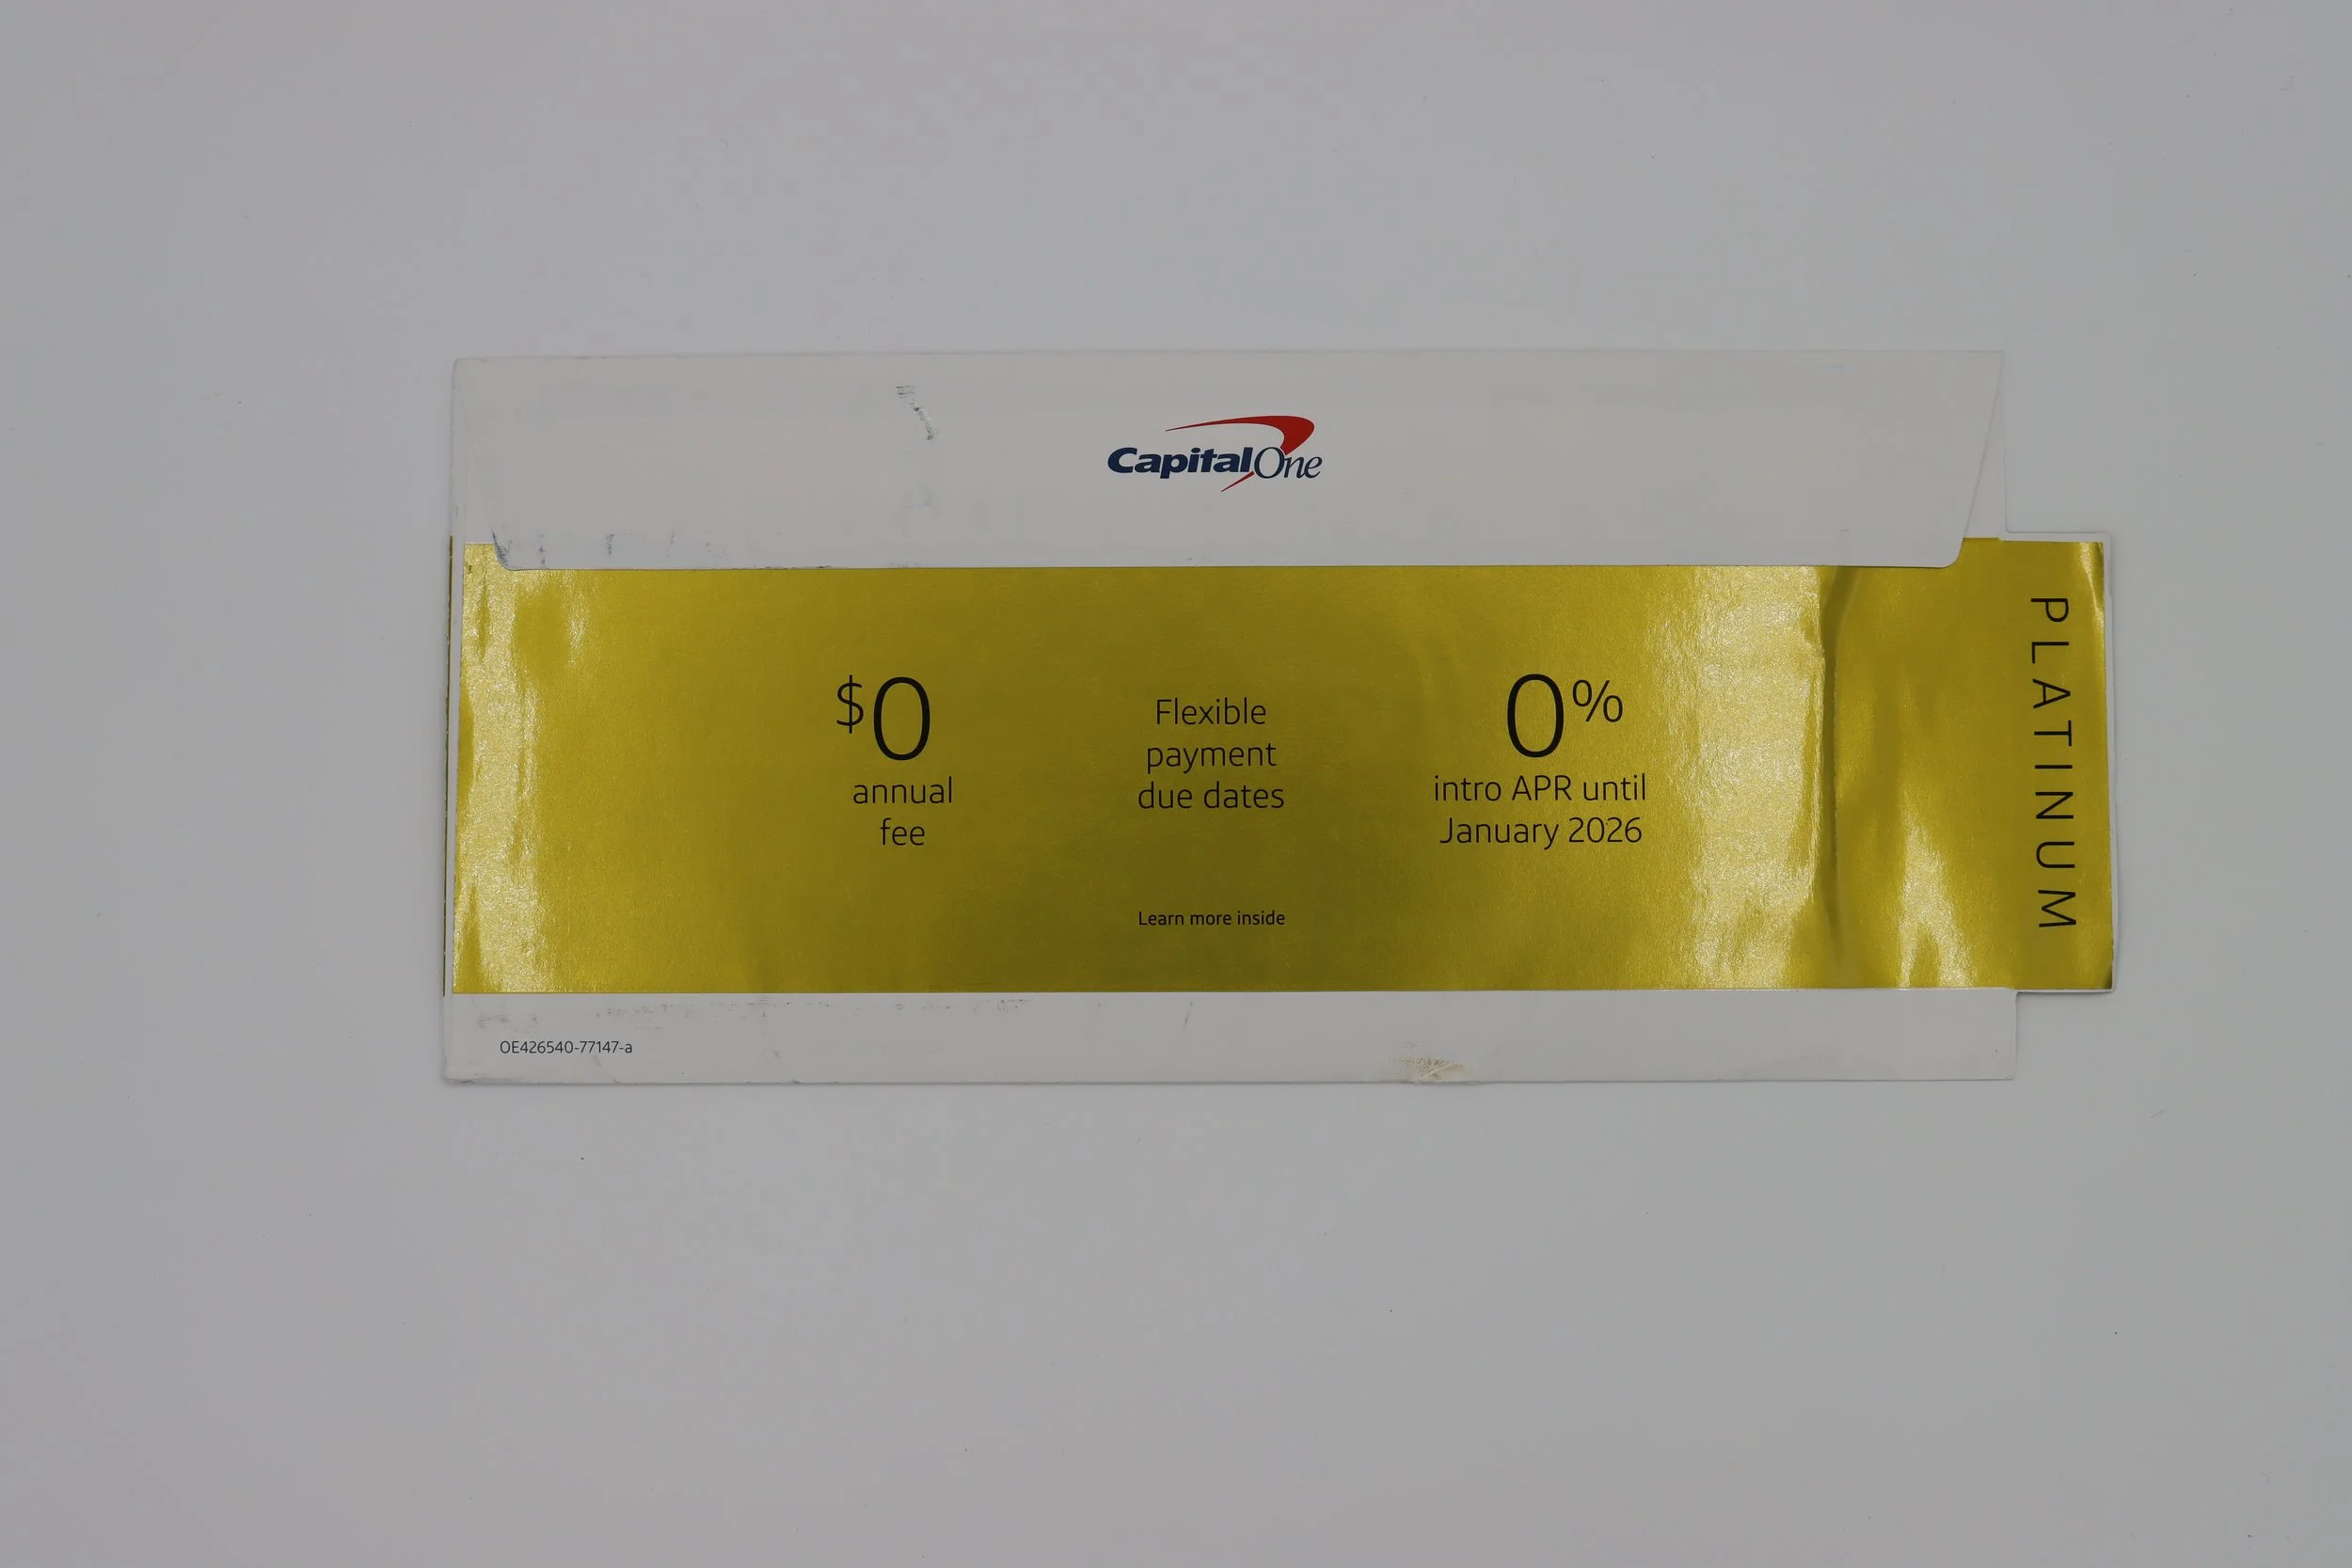 CapitalOne
$0
annual
fee
Flexible
payment
due dates
0%
intro APR until
January 2026
Learn more inside
PLATINUM
OE426540-77147-a